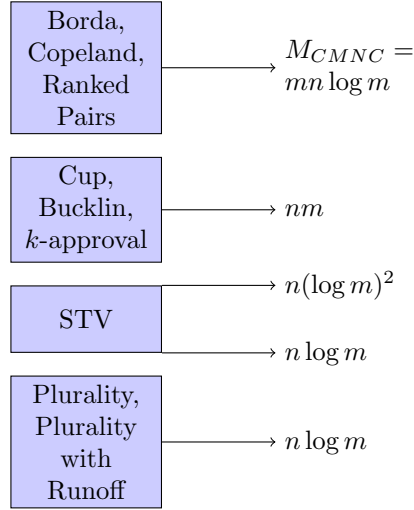 Borda,
Copeland,
Ranked
Pairs
M_{CMNC} =
mn log m
Cup,
Bucklin,
k-approval
nm
STV
n(log m)²
n log m
Plurality,
Plurality
with
Runoff
n log m